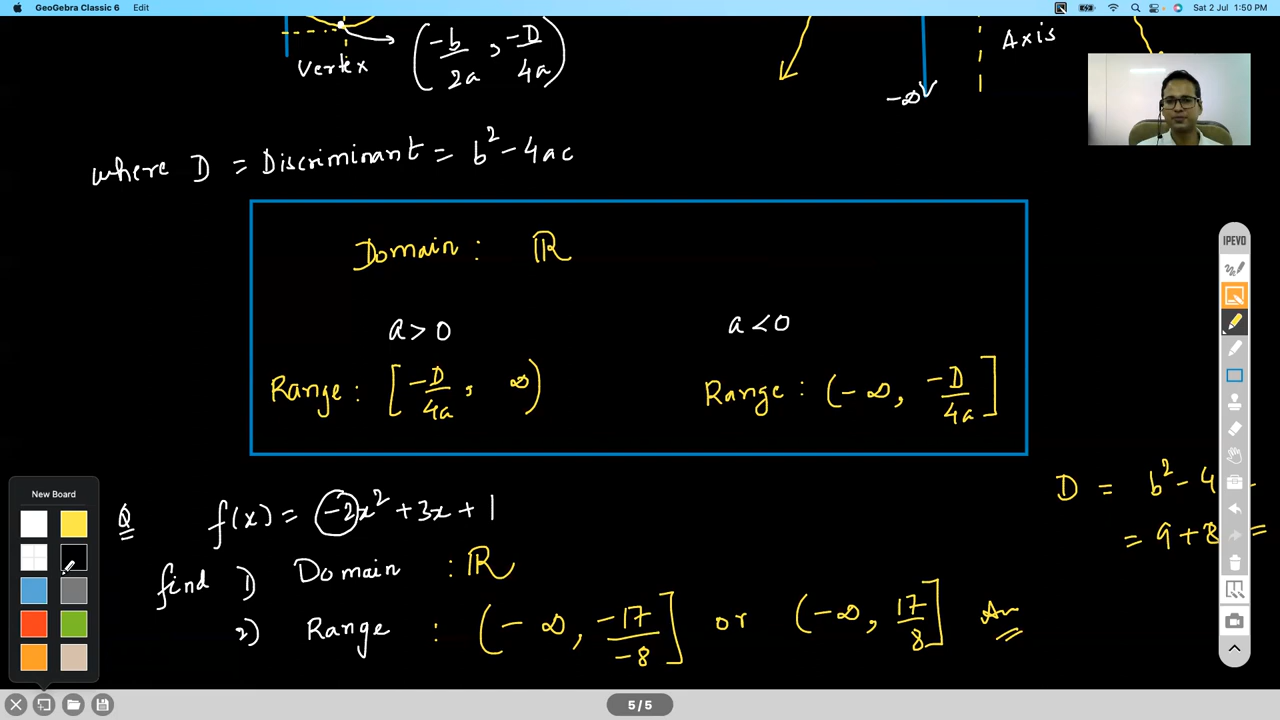 GeoGebra Classic 6 Edit Sat 2 Jul 1:50 PM
(-b/2a , -D/4a)
Vertex
Axis
-∞
where D = Discriminant = b² - 4ac
Domain : ℝ
a > 0 a < 0
Range : [-D/4a , ∞) Range : (-∞, -D/4a]
IPEVO
New Board
D = b² - 4
Q f(x) = -2x² + 3x + 1
= 9 + 8 =
find 1) Domain : ℝ
2) Range : (-∞, -17/-8] or (-∞, 17/8] Ans
5/5